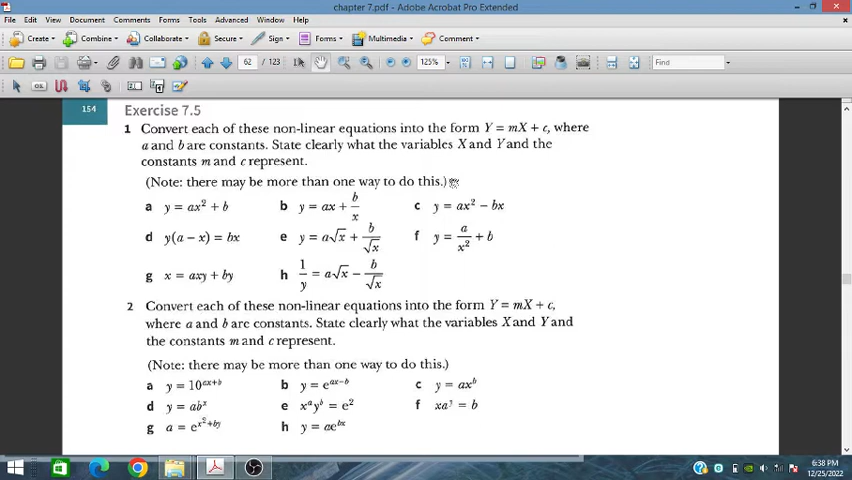 chapter 7.pdf - Adobe Acrobat Pro Extended
File Edit View Document Comments Forms Tools Advanced Window Help
Create Combine Collaborate Secure Sign Forms Multimedia Comment
62 / 123 125% Find
154 Exercise 7.5
1 Convert each of these non-linear equations into the form Y = mX + c, where
a and b are constants. State clearly what the variables X and Y and the
constants m and c represent.
(Note: there may be more than one way to do this.)
a y = ax² + b b y = ax + b/x c y = ax² − bx
d y(a − x) = bx e y = a√x + b/√x f y = a/x² + b
g x = axy + by h 1/y = a√x − b/√x
2 Convert each of these non-linear equations into the form Y = mX + c,
where a and b are constants. State clearly what the variables X and Y and
the constants m and c represent.
(Note: there may be more than one way to do this.)
a y = 10^(ax+b) b y = e^(ax−b) c y = ax^b
d y = ab^x e x^a y^b = e² f xa^y = b
g a = e^(x²+by) h y = ae^(bx)
6:38 PM
12/25/2022